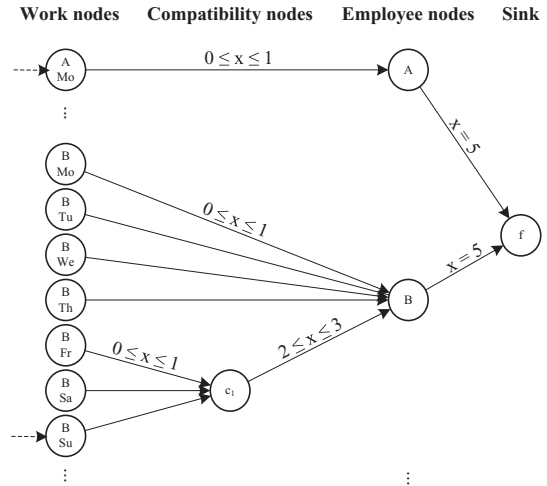 Work nodes Compatibility nodes Employee nodes Sink
A
Mo
0 ≤ x ≤ 1
A
...
x = 5
B
Mo
0 ≤ x ≤ 1
B
Tu
f
B
We
x = 5
B
Th
B
B
Fr
0 ≤ x ≤ 1
2 ≤ x ≤ 3
B
Sa
c₁
B
Su
...
...